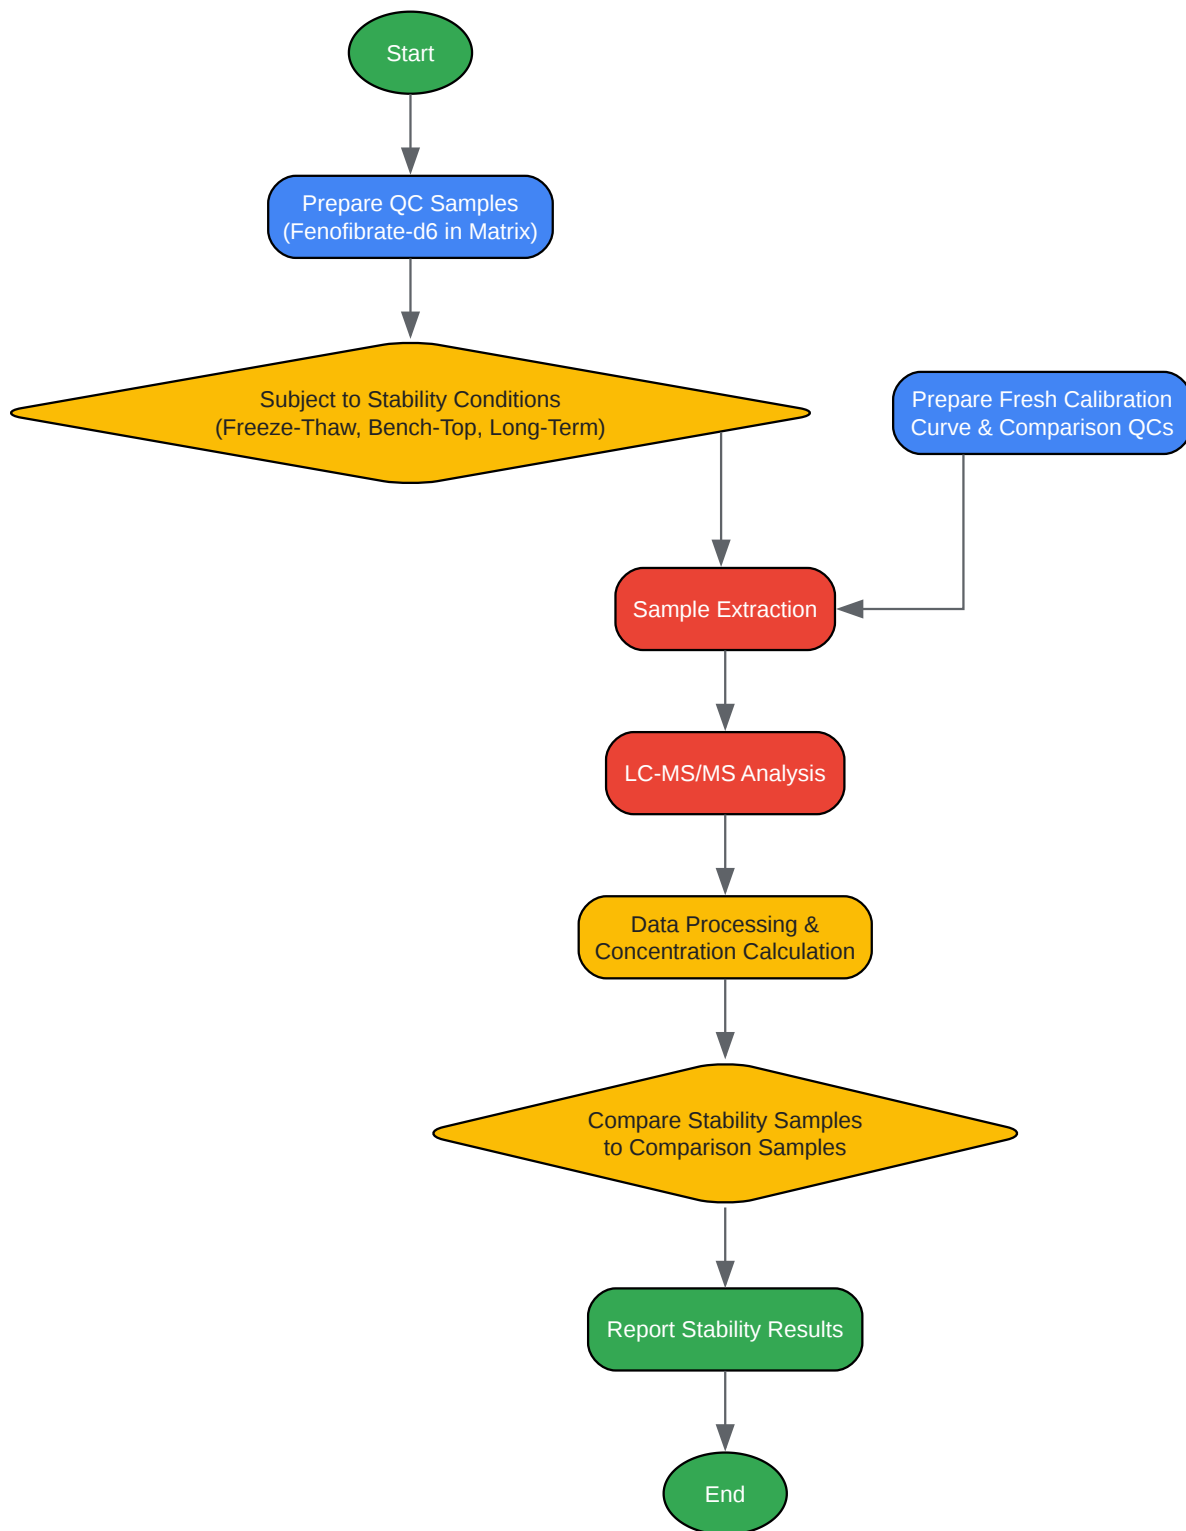 Start
Prepare QC Samples
(Fenofibrate-d6 in Matrix)
Subject to Stability Conditions
(Freeze-Thaw, Bench-Top, Long-Term)
Prepare Fresh Calibration
Curve & Comparison QCs
Sample Extraction
LC-MS/MS Analysis
Data Processing &
Concentration Calculation
Compare Stability Samples
to Comparison Samples
Report Stability Results
End